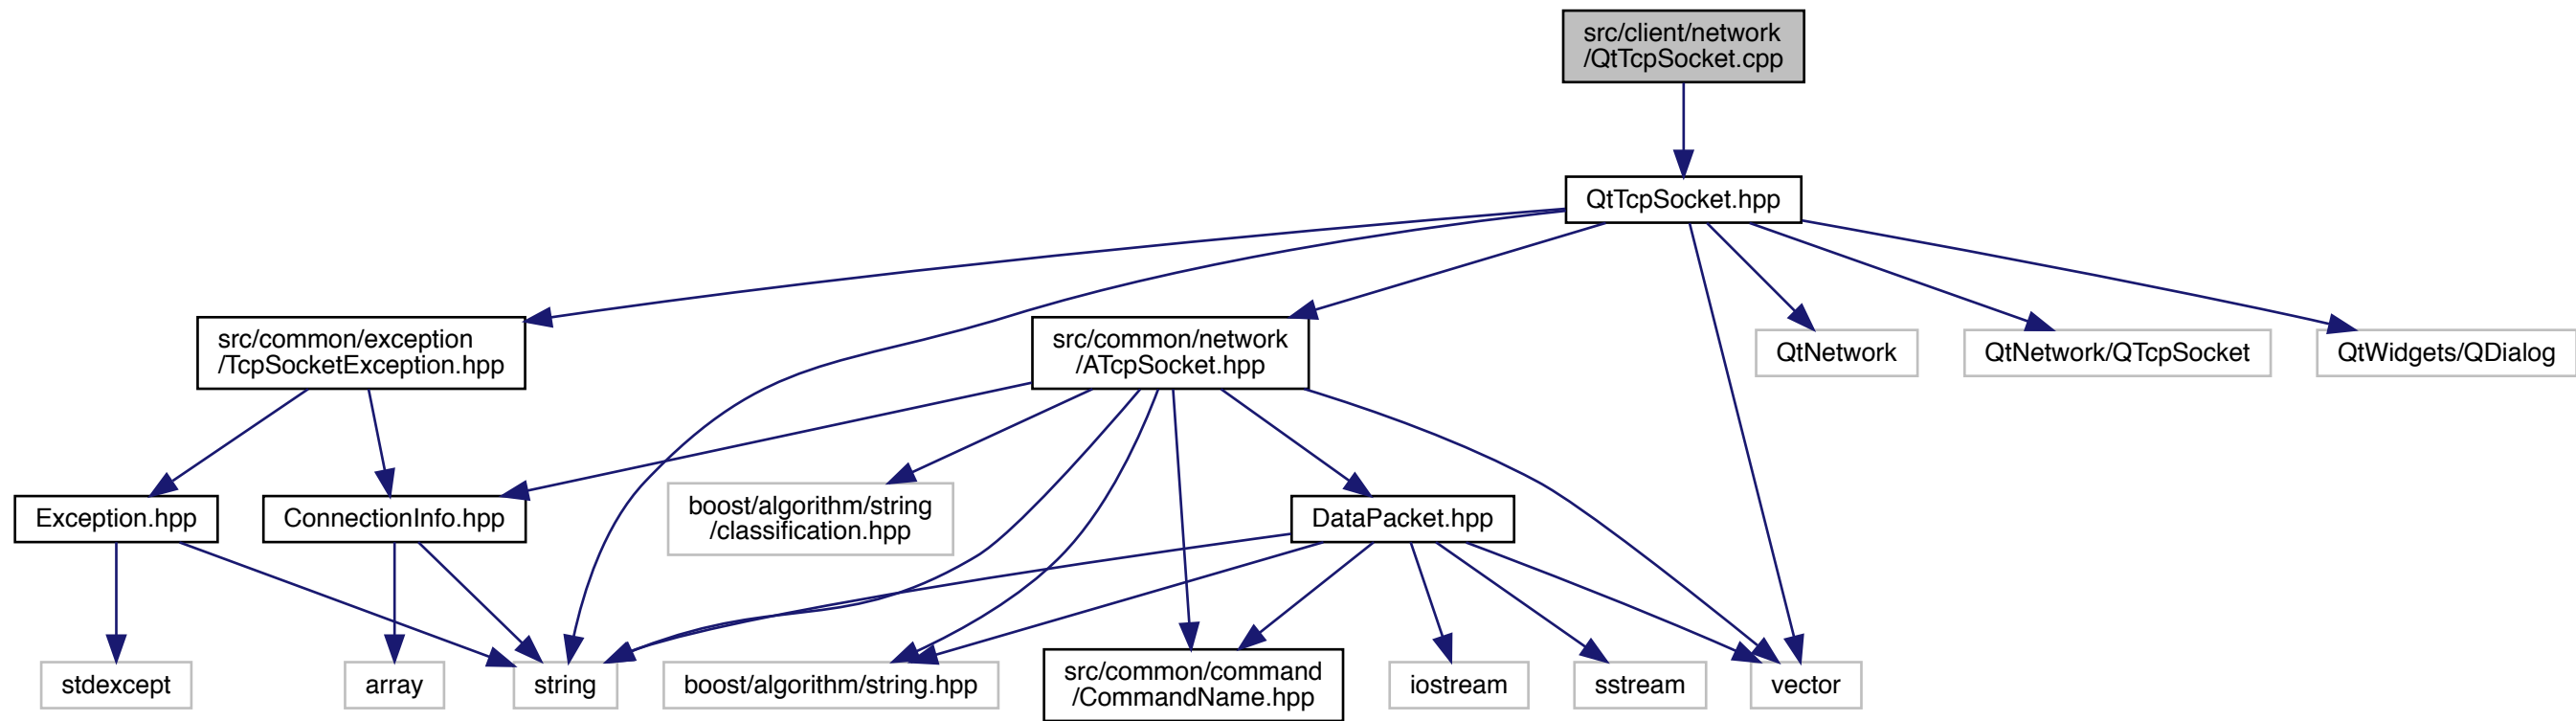 src/client/network
/QtTcpSocket.cpp
QtTcpSocket.hpp
src/common/exception
/TcpSocketException.hpp
src/common/network
/ATcpSocket.hpp
QtNetwork
QtNetwork/QTcpSocket
QtWidgets/QDialog
Exception.hpp
ConnectionInfo.hpp
boost/algorithm/string
/classification.hpp
DataPacket.hpp
stdexcept
array
string
boost/algorithm/string.hpp
src/common/command
/CommandName.hpp
iostream
sstream
vector